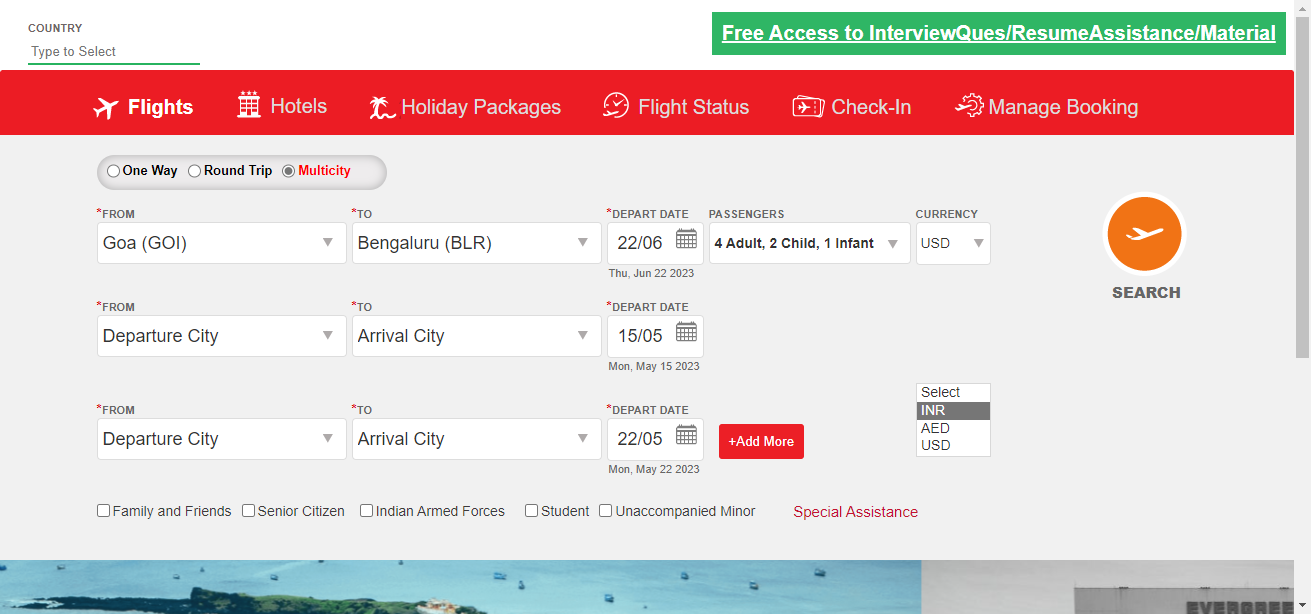 COUNTRY
Type to Select
Free Access to InterviewQues/ResumeAssistance/Material
Flights Hotels Holiday Packages Flight Status Check-In Manage Booking
One Way Round Trip Multicity
*FROM *TO *DEPART DATE PASSENGERS CURRENCY
Goa (GOI) Bengaluru (BLR) 22/06 4 Adult, 2 Child, 1 Infant USD
Thu, Jun 22 2023
SEARCH
*FROM *TO *DEPART DATE
Departure City Arrival City 15/05
Mon, May 15 2023
Select
INR
AED
USD
*FROM *TO *DEPART DATE
Departure City Arrival City 22/05 +Add More
Mon, May 22 2023
Family and Friends Senior Citizen Indian Armed Forces Student Unaccompanied Minor Special Assistance
EVERGREE